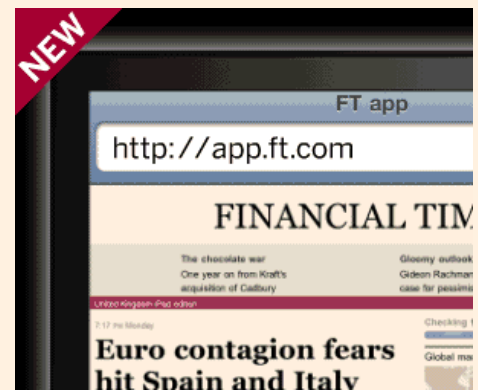 NEW
FT app
http://app.ft.com
FINANCIAL TIM
The chocolate war
One year on from Kraft's
acquisition of Cadbury
Gloomy outlook
Gideon Rachman
case for pessimis
United Kingdom iPad edition
7:17 PM Monday
Euro contagion fears
hit Spain and Italy
Checking
Global mar